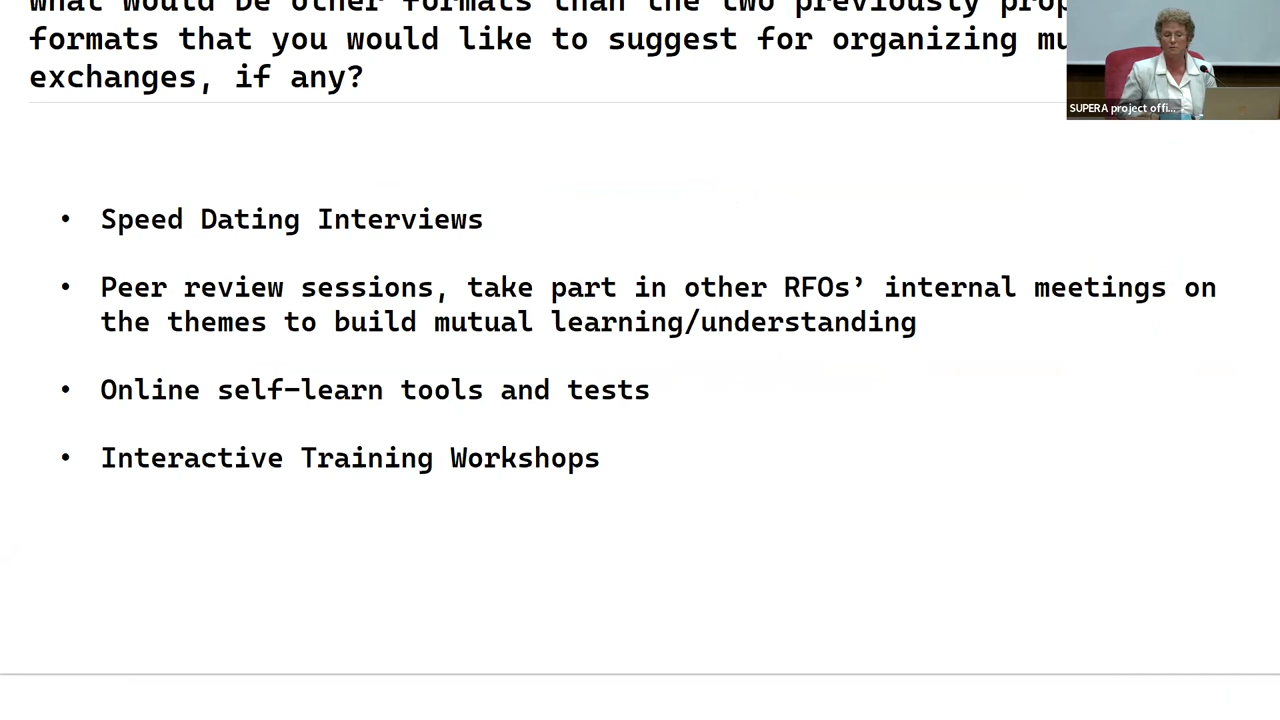 What would be other formats than the two previously
formats that you would like to suggest for organizing
exchanges, if any?
SUPERA project offi...
• Speed Dating Interviews
• Peer review sessions, take part in other RFOs’ internal meetings on
the themes to build mutual learning/understanding
• Online self-learn tools and tests
• Interactive Training Workshops